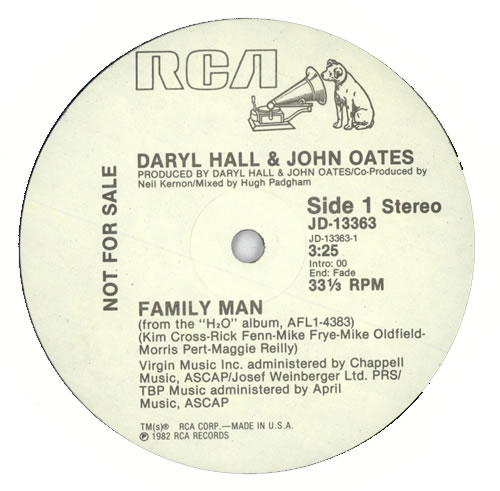 RCA
NOT FOR SALE
DARYL HALL & JOHN OATES
PRODUCED BY DARYL HALL & JOHN OATES/Co-Produced by
Neil Kernon/Mixed by Hugh Padgham
Side 1 Stereo
JD-13363
JD-13363-1
3:25
Intro: 00
End: Fade
33⅓ RPM
FAMILY MAN
(from the "H₂O" album, AFL1-4383)
(Kim Cross-Rick Fenn-Mike Frye-Mike Oldfield-
Morris Pert-Maggie Reilly)
Virgin Music Inc. administered by Chappell
Music, ASCAP/Josef Weinberger Ltd. PRS/
TBP Music administered by April
Music, ASCAP
TM(s)® RCA CORP.—MADE IN U.S.A.
℗ 1982 RCA RECORDS